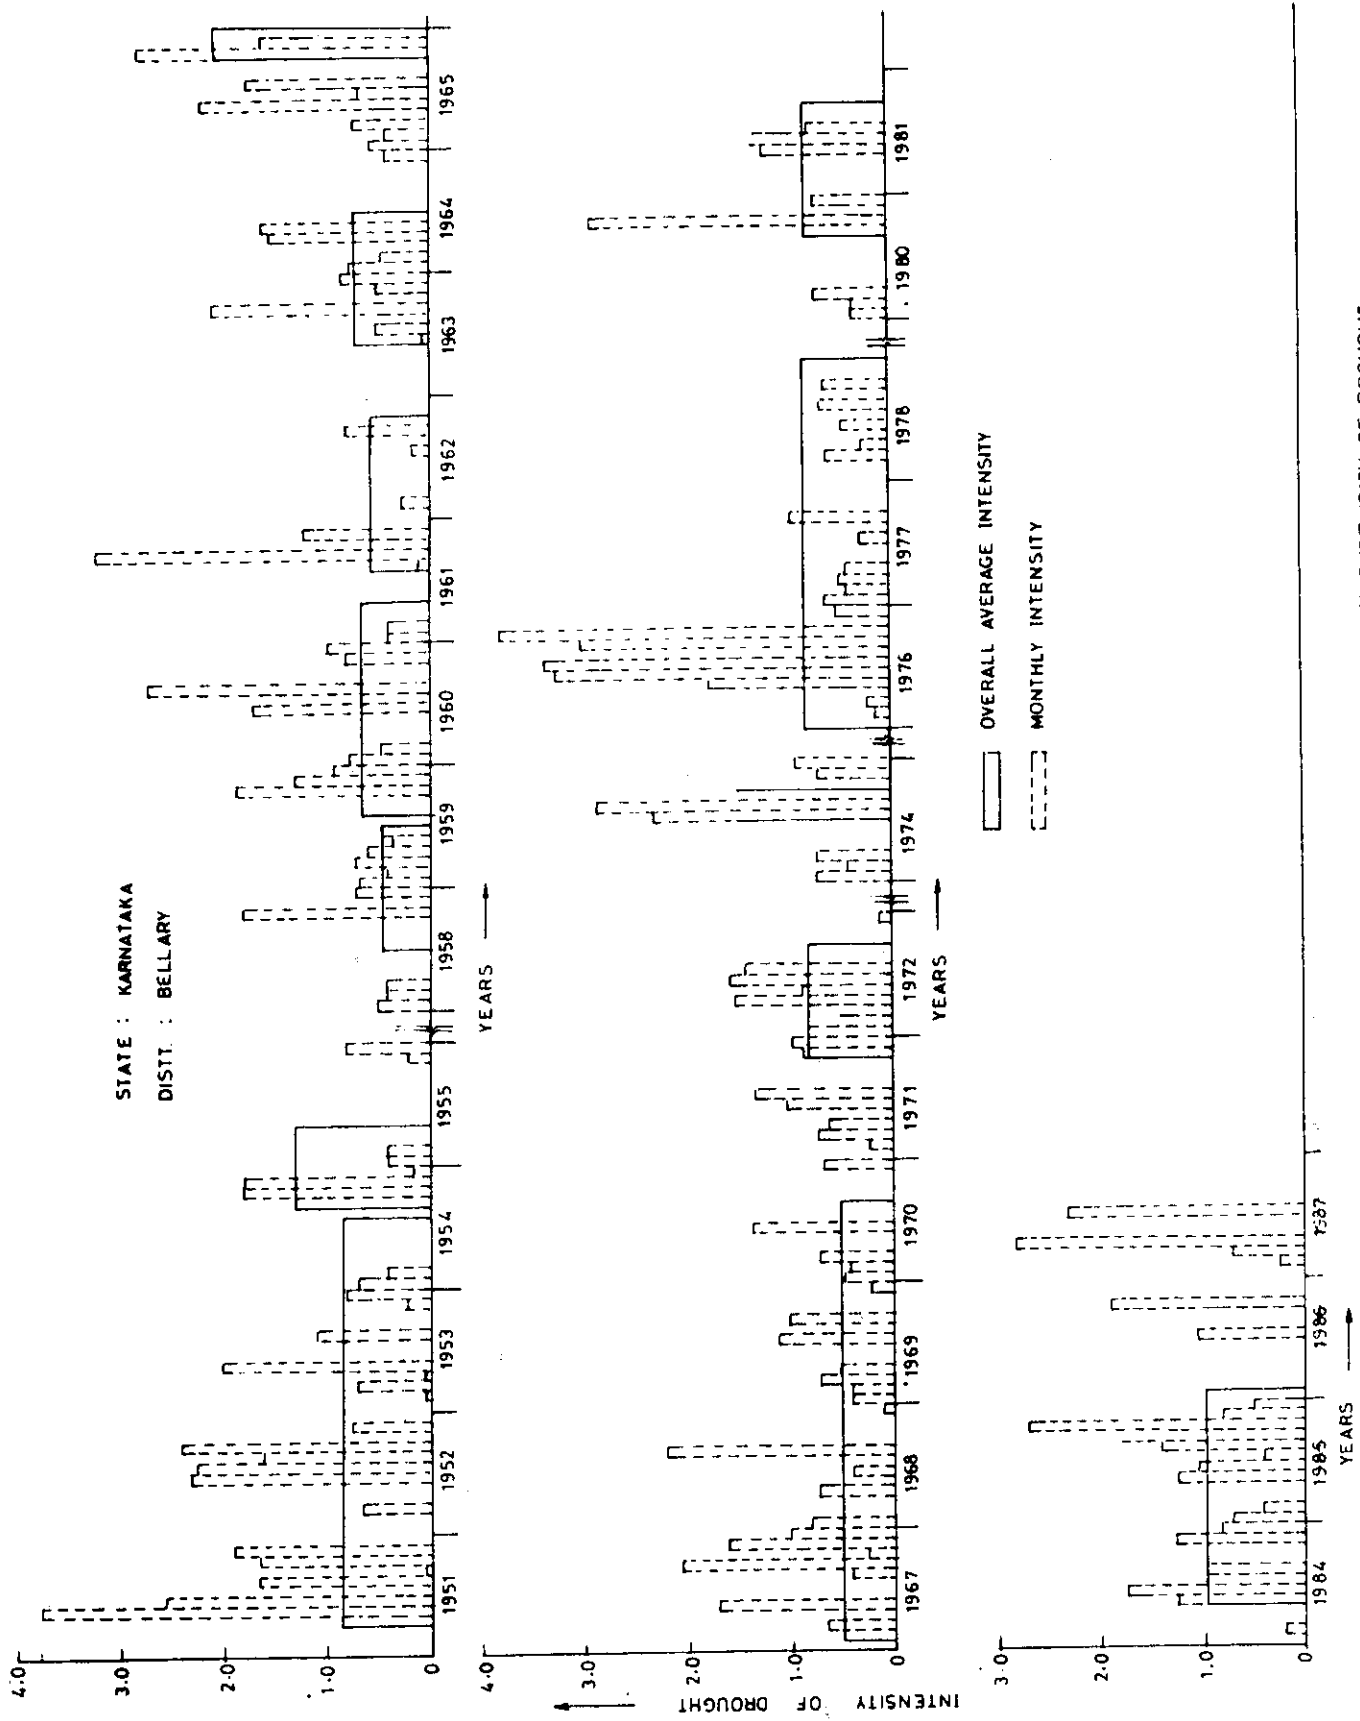 STATE : KARNATAKA
DISTT. : BELLARY
4.0
3.0
2.0
1.0
0
1951 1952 1953 1954 1955 1958 1959 1960 1961 1962 1963 1964 1965
YEARS
INTENSITY OF DROUGHT
4.0
3.0
2.0
1.0
0
1967 1968 1969 1970 1971 1972 1974 1976 1977 1978 1980 1981
YEARS
OVERALL AVERAGE INTENSITY
MONTHLY INTENSITY
3.0
2.0
1.0
0
1984 1985 1986 1987
YEARS